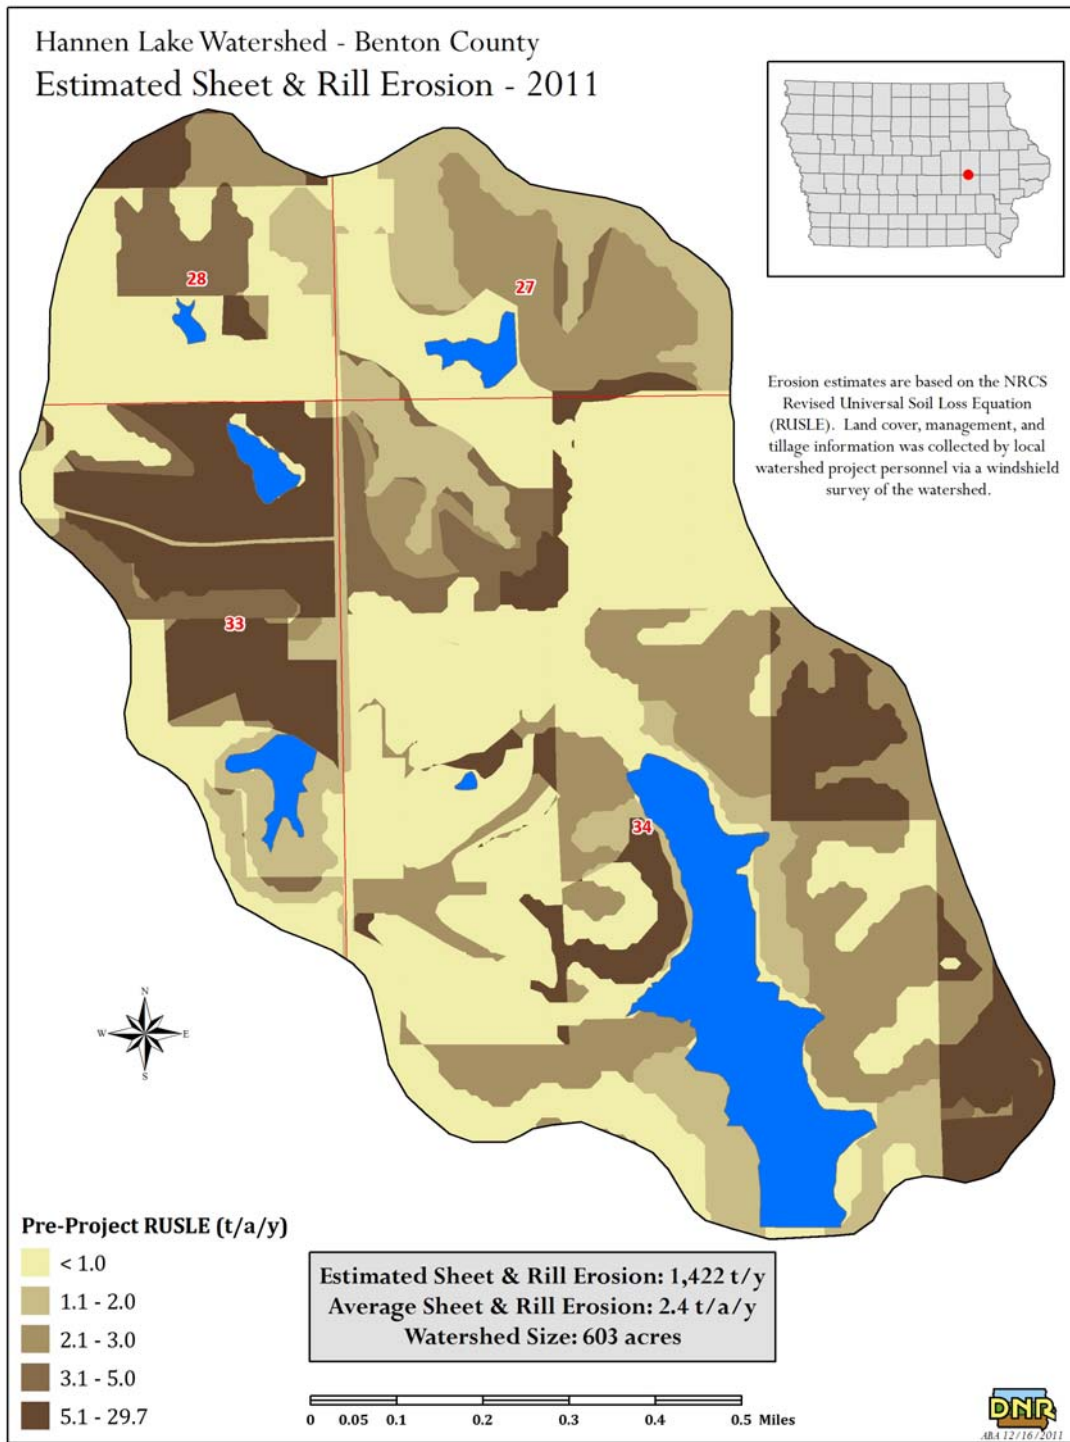 Hannen Lake Watershed - Benton County
Estimated Sheet & Rill Erosion - 2011
28
27
Erosion estimates are based on the NRCS
Revised Universal Soil Loss Equation
(RUSLE). Land cover, management, and
tillage information was collected by local
watershed project personnel via a windshield
survey of the watershed.
33
34
N
W
E
S
Pre-Project RUSLE (t/a/y)
< 1.0
1.1 - 2.0
2.1 - 3.0
3.1 - 5.0
5.1 - 29.7
Estimated Sheet & Rill Erosion: 1,422 t/y
Average Sheet & Rill Erosion: 2.4 t/a/y
Watershed Size: 603 acres
0 0.05 0.1 0.2 0.3 0.4 0.5 Miles
DNR
ABA 12/16/2011